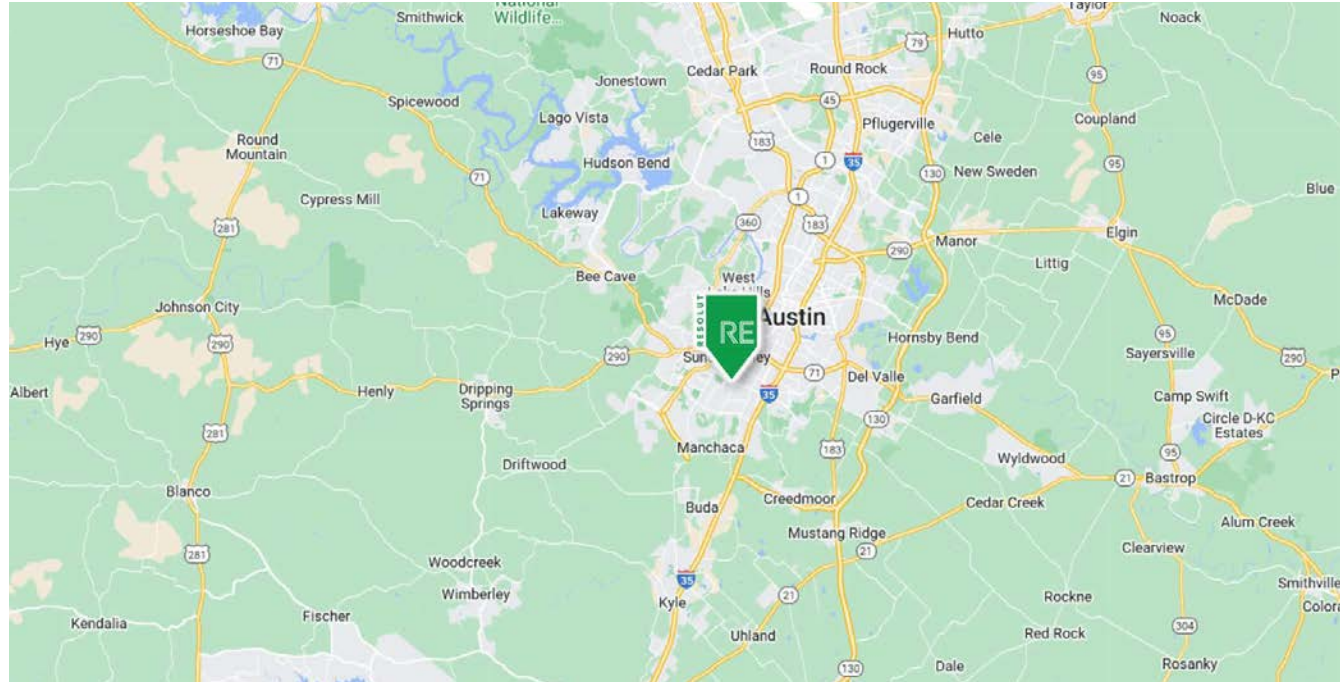 National
Wildlife...
Smithwick
Horseshoe Bay
Taylor
Noack
Hutto
79
71
Cedar Park
Round Rock
95
Jonestown
Spicewood
45
Lago Vista
Pflugerville
Coupland
Round
Mountain
183
Cele
Hudson Bend
1
35
95
71
130
New Sweden
Blue
Cypress Mill
1
Lakeway
281
360
183
Elgin
290
Manor
Littig
Bee Cave
West
Hills
McDade
Johnson City
RESOLUT
RE
Austin
Hye
290
290
Hornsby Bend
95
Sayersville
290
290
Sun
ey
71
Del Valle
Albert
Henly
Dripping
Springs
35
Garfield
Camp Swift
130
Circle D-KC
Estates
281
Manchaca
183
Wyldwood
95
Driftwood
21
Bastrop
Blanco
Creedmoor
Cedar Creek
Buda
Mustang Ridge
Alum Creek
281
21
Clearview
Woodcreek
35
Smithville
Wimberley
Kyle
21
Rockne
Color
Fischer
Kendalia
Uhland
Red Rock
304
130
Dale
Rosanky